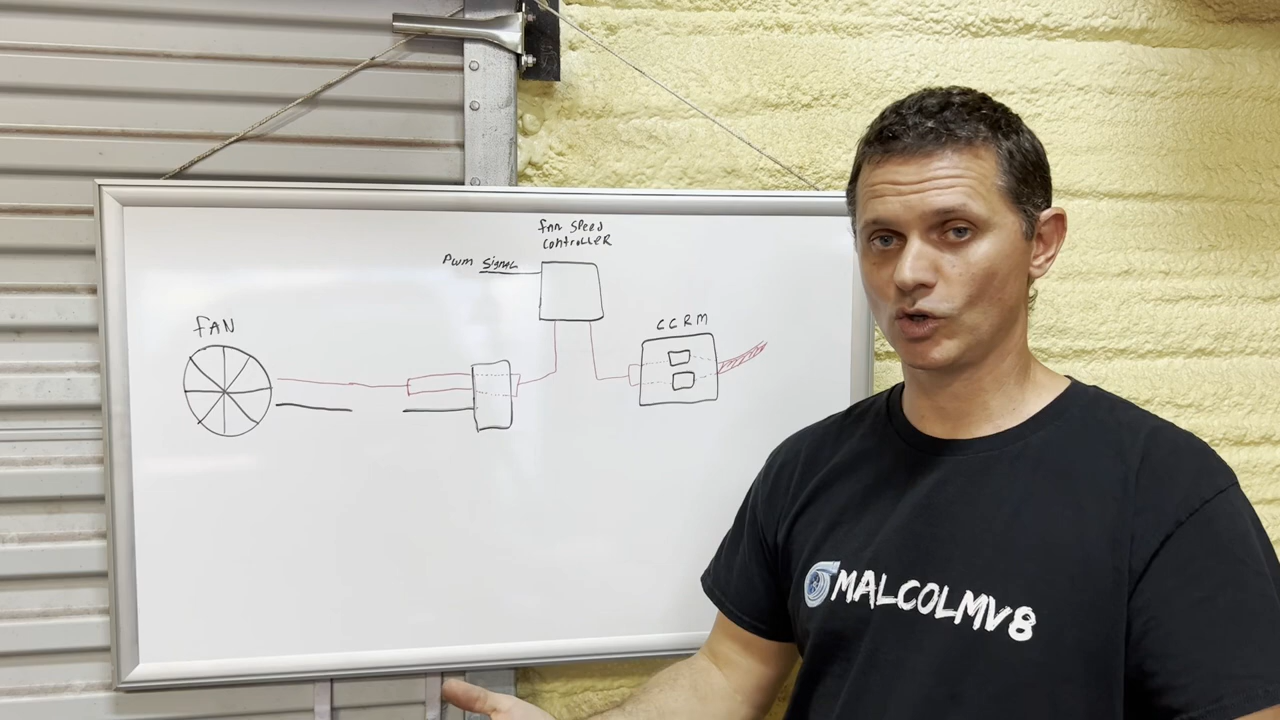 fan speed
controller
Pwm Signal
fAN
CCRM
MALCOLMV8